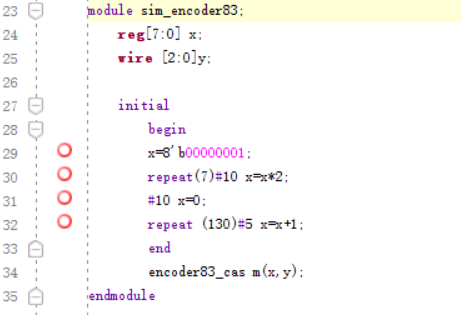 23 module sim_encoder83;
24 reg[7:0] x;
25 wire [2:0]y;
26
27 initial
28 begin
29 x=8'b00000001;
30 repeat(7)#10 x=x*2;
31 #10 x=0;
32 repeat (130)#5 x=x+1;
33 end
34 encoder83_cas m(x,y);
35 endmodule